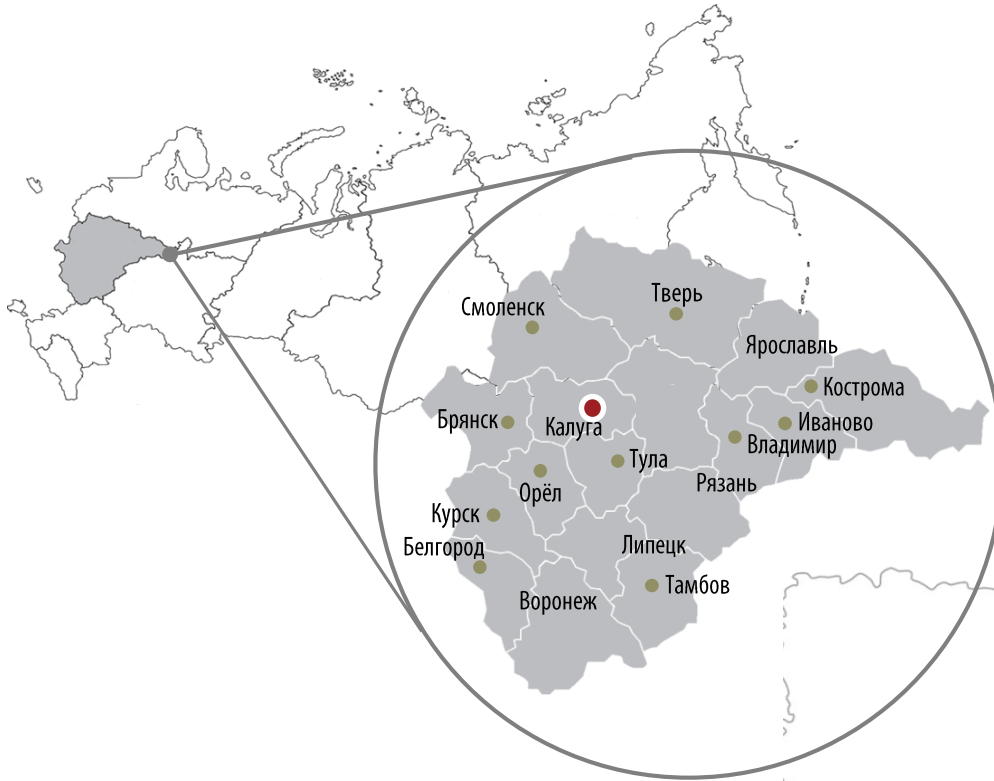 Тверь
Смоленск
Ярославль
Кострома
Брянск
Калуга
Иваново
Владимир
Тула
Рязань
Орёл
Курск
Белгород
Липецк
Тамбов
Воронеж